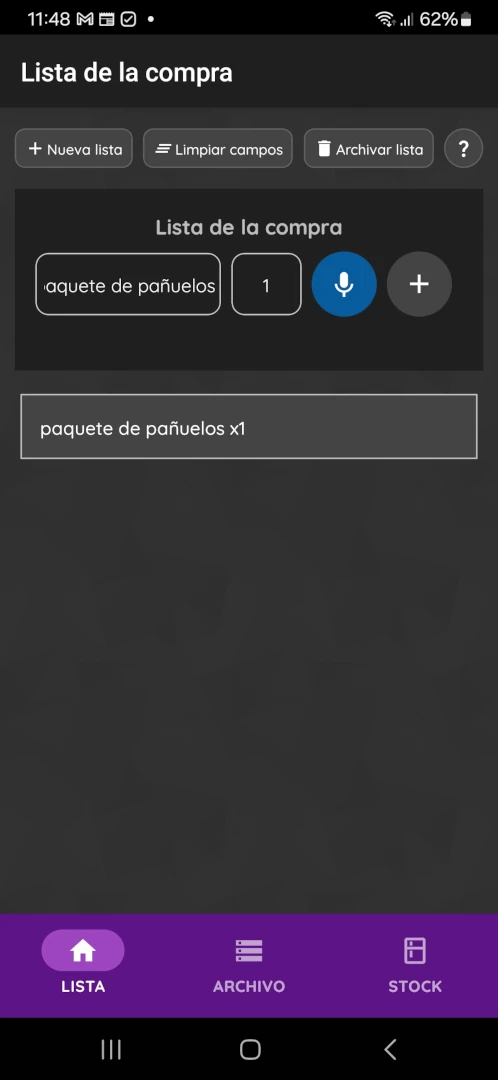 11:48 62%
Lista de la compra
+ Nueva lista Limpiar campos Archivar lista ?
Lista de la compra
aquete de pañuelos 1 +
paquete de pañuelos x1
LISTA ARCHIVO STOCK